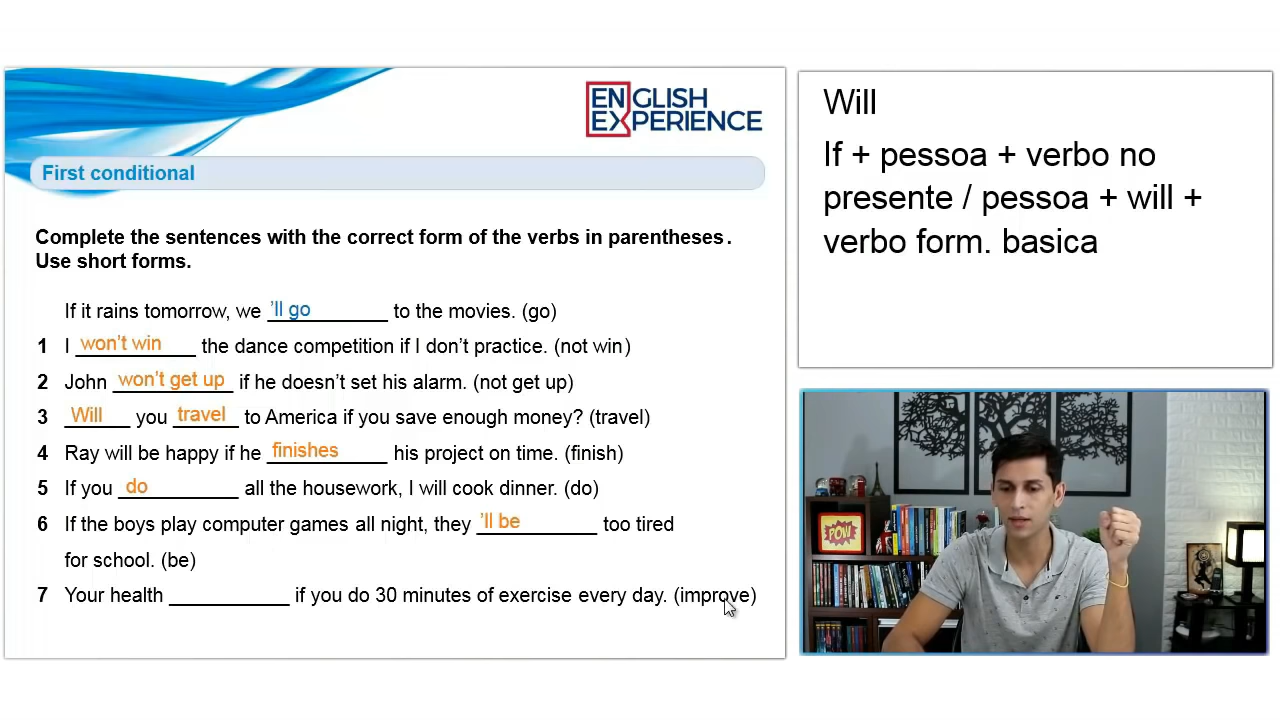 ENGLISH
EXPERIENCE
First conditional
Complete the sentences with the correct form of the verbs in parentheses.
Use short forms.
If it rains tomorrow, we ’ll go to the movies. (go)
1 I won’t win the dance competition if I don’t practice. (not win)
2 John won’t get up if he doesn’t set his alarm. (not get up)
3 Will you travel to America if you save enough money? (travel)
4 Ray will be happy if he finishes his project on time. (finish)
5 If you do all the housework, I will cook dinner. (do)
6 If the boys play computer games all night, they ’ll be too tired
for school. (be)
7 Your health ___________ if you do 30 minutes of exercise every day. (improve)
Will
If + pessoa + verbo no
presente / pessoa + will +
verbo form. basica
POW